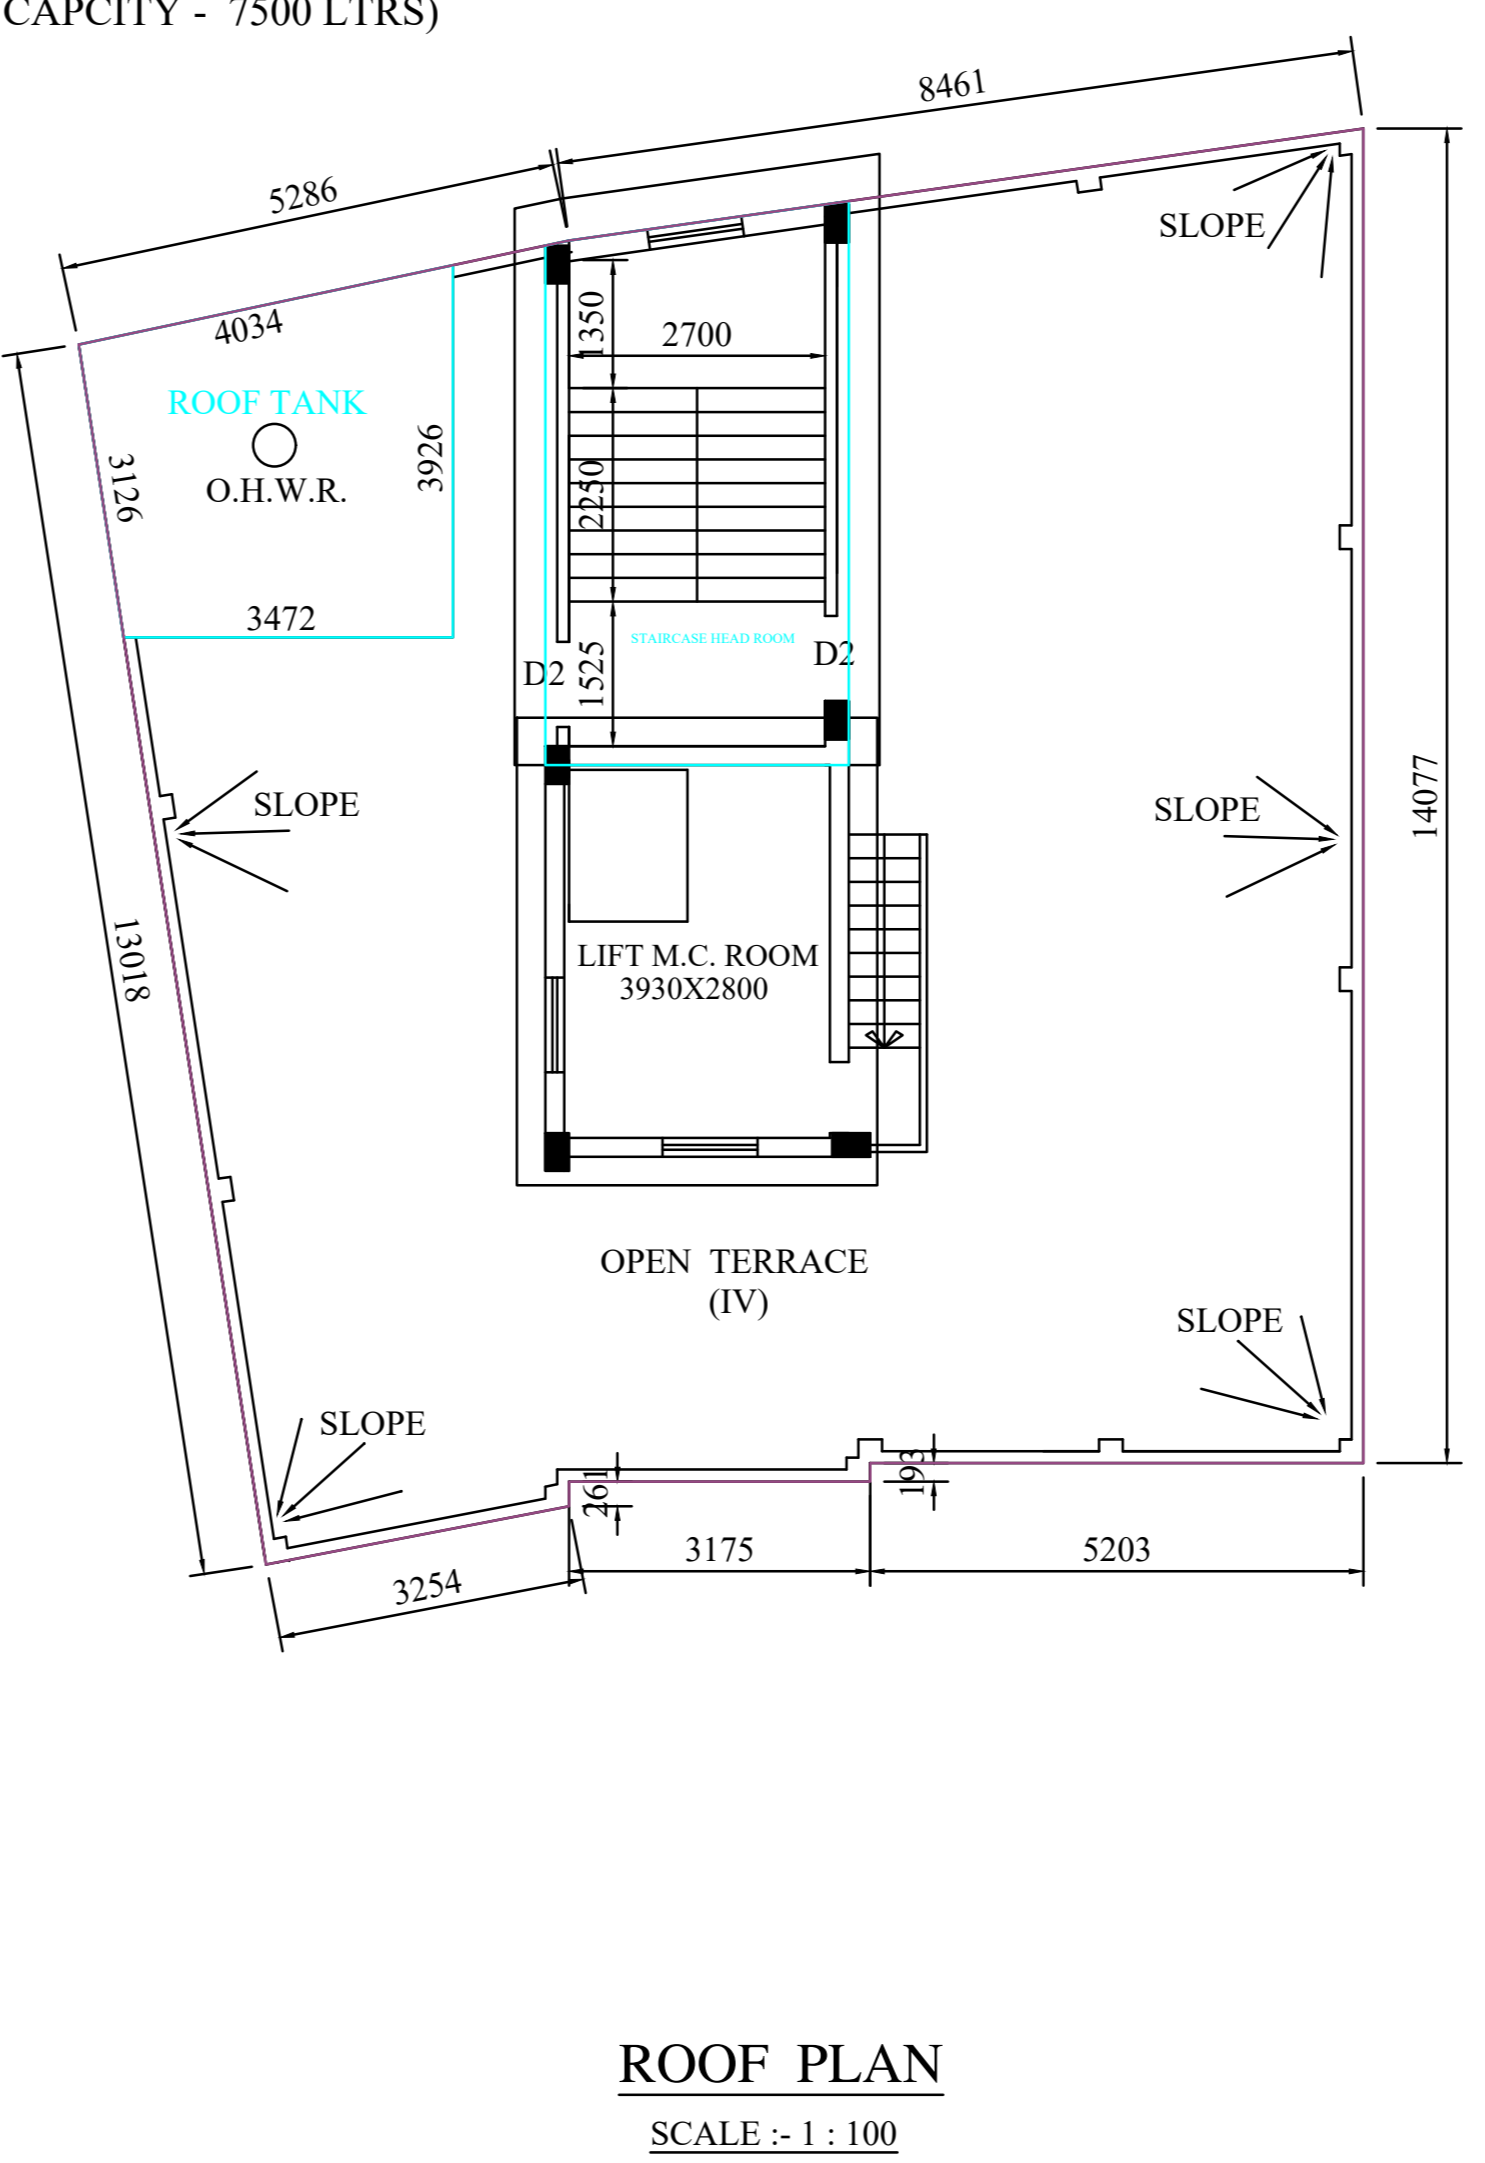 CAPCITY - 7500 LTRS)
8461
5286
SLOPE
4034
1350
2700
ROOF TANK
3126
3926
O.H.W.R.
2250
3472
STAIRCASE HEAD ROOM
D2
D2
1525
14077
SLOPE
SLOPE
13018
LIFT M.C. ROOM
3930X2800
OPEN TERRACE
(IV)
SLOPE
SLOPE
261
193
3175
5203
3254
ROOF PLAN
SCALE :- 1 : 100